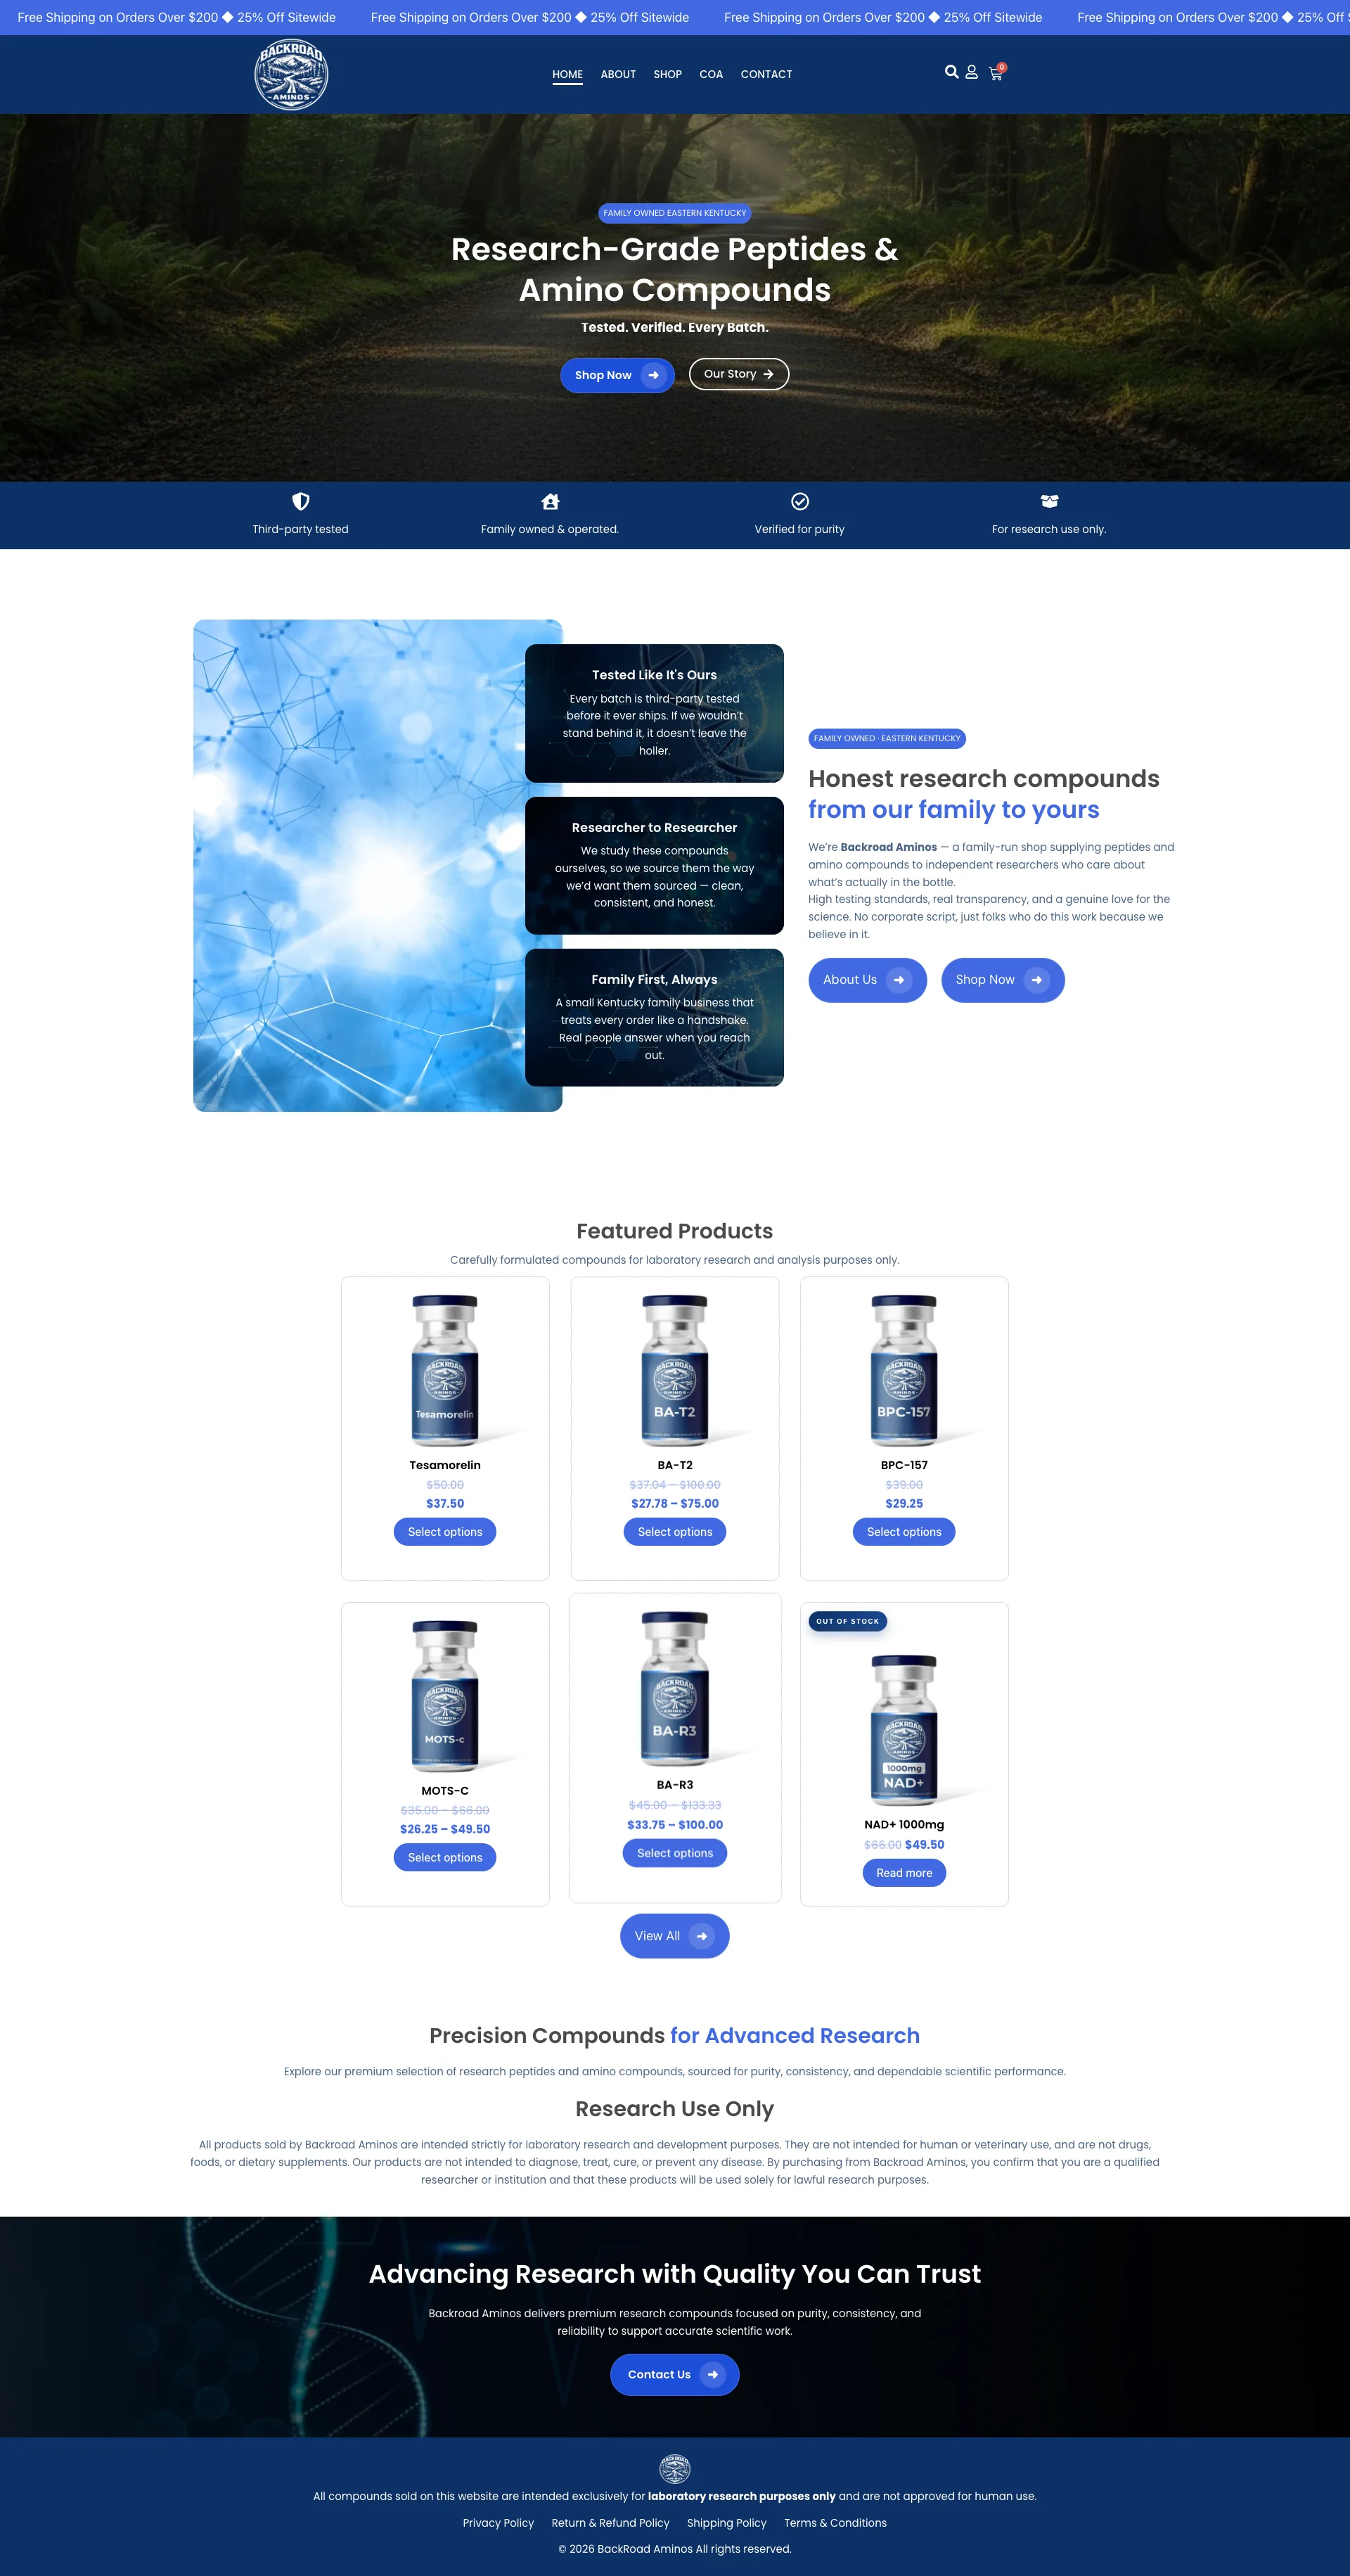 Free Shipping on Orders Over $200 ◆ 25% Off Sitewide Free Shipping on Orders Over $200 ◆ 25% Off Sitewide Free Shipping on Orders Over $200 ◆ 25% Off Sitewide Free Shipping on Orders Over $200 ◆ 25% Off
BACKROAD
AMINOS
HOME ABOUT SHOP COA CONTACT
0
FAMILY OWNED EASTERN KENTUCKY
Research-Grade Peptides &
Amino Compounds
Tested. Verified. Every Batch.
Shop Now
Our Story
Third-party tested
Family owned & operated.
Verified for purity
For research use only.
Tested Like It's Ours
Every batch is third-party tested
before it ever ships. If we wouldn't
stand behind it, it doesn't leave the
holler.
Researcher to Researcher
We study these compounds
ourselves, so we source them the way
we'd want them sourced — clean,
consistent, and honest.
Family First, Always
A small Kentucky family business that
treats every order like a handshake.
Real people answer when you reach
out.
FAMILY OWNED · EASTERN KENTUCKY
Honest research compounds
from our family to yours
We're Backroad Aminos — a family-run shop supplying peptides and
amino compounds to independent researchers who care about
what's actually in the bottle.
High testing standards, real transparency, and a genuine love for the
science. No corporate script, just folks who do this work because we
believe in it.
About Us
Shop Now
Featured Products
Carefully formulated compounds for laboratory research and analysis purposes only.
BACKROAD
AMINOS
Tesamorelin
Tesamorelin
$50.00
$37.50
Select options
BACKROAD
AMINOS
BA-T2
BA-T2
$37.04 – $100.00
$27.78 – $75.00
Select options
BACKROAD
AMINOS
BPC-157
BPC-157
$39.00
$29.25
Select options
BACKROAD
AMINOS
MOTS-c
MOTS-C
$35.00 – $66.00
$26.25 – $49.50
Select options
BACKROAD
AMINOS
BA-R3
BA-R3
$45.00 – $133.33
$33.75 – $100.00
Select options
OUT OF STOCK
BACKROAD
AMINOS
1000mg
NAD+
NAD+ 1000mg
$66.00 $49.50
Read more
View All
Precision Compounds for Advanced Research
Explore our premium selection of research peptides and amino compounds, sourced for purity, consistency, and dependable scientific performance.
Research Use Only
All products sold by Backroad Aminos are intended strictly for laboratory research and development purposes. They are not intended for human or veterinary use, and are not drugs,
foods, or dietary supplements. Our products are not intended to diagnose, treat, cure, or prevent any disease. By purchasing from Backroad Aminos, you confirm that you are a qualified
researcher or institution and that these products will be used solely for lawful research purposes.
Advancing Research with Quality You Can Trust
Backroad Aminos delivers premium research compounds focused on purity, consistency, and
reliability to support accurate scientific work.
Contact Us
BACKROAD
AMINOS
All compounds sold on this website are intended exclusively for laboratory research purposes only and are not approved for human use.
Privacy Policy Return & Refund Policy Shipping Policy Terms & Conditions
© 2026 BackRoad Aminos All rights reserved.